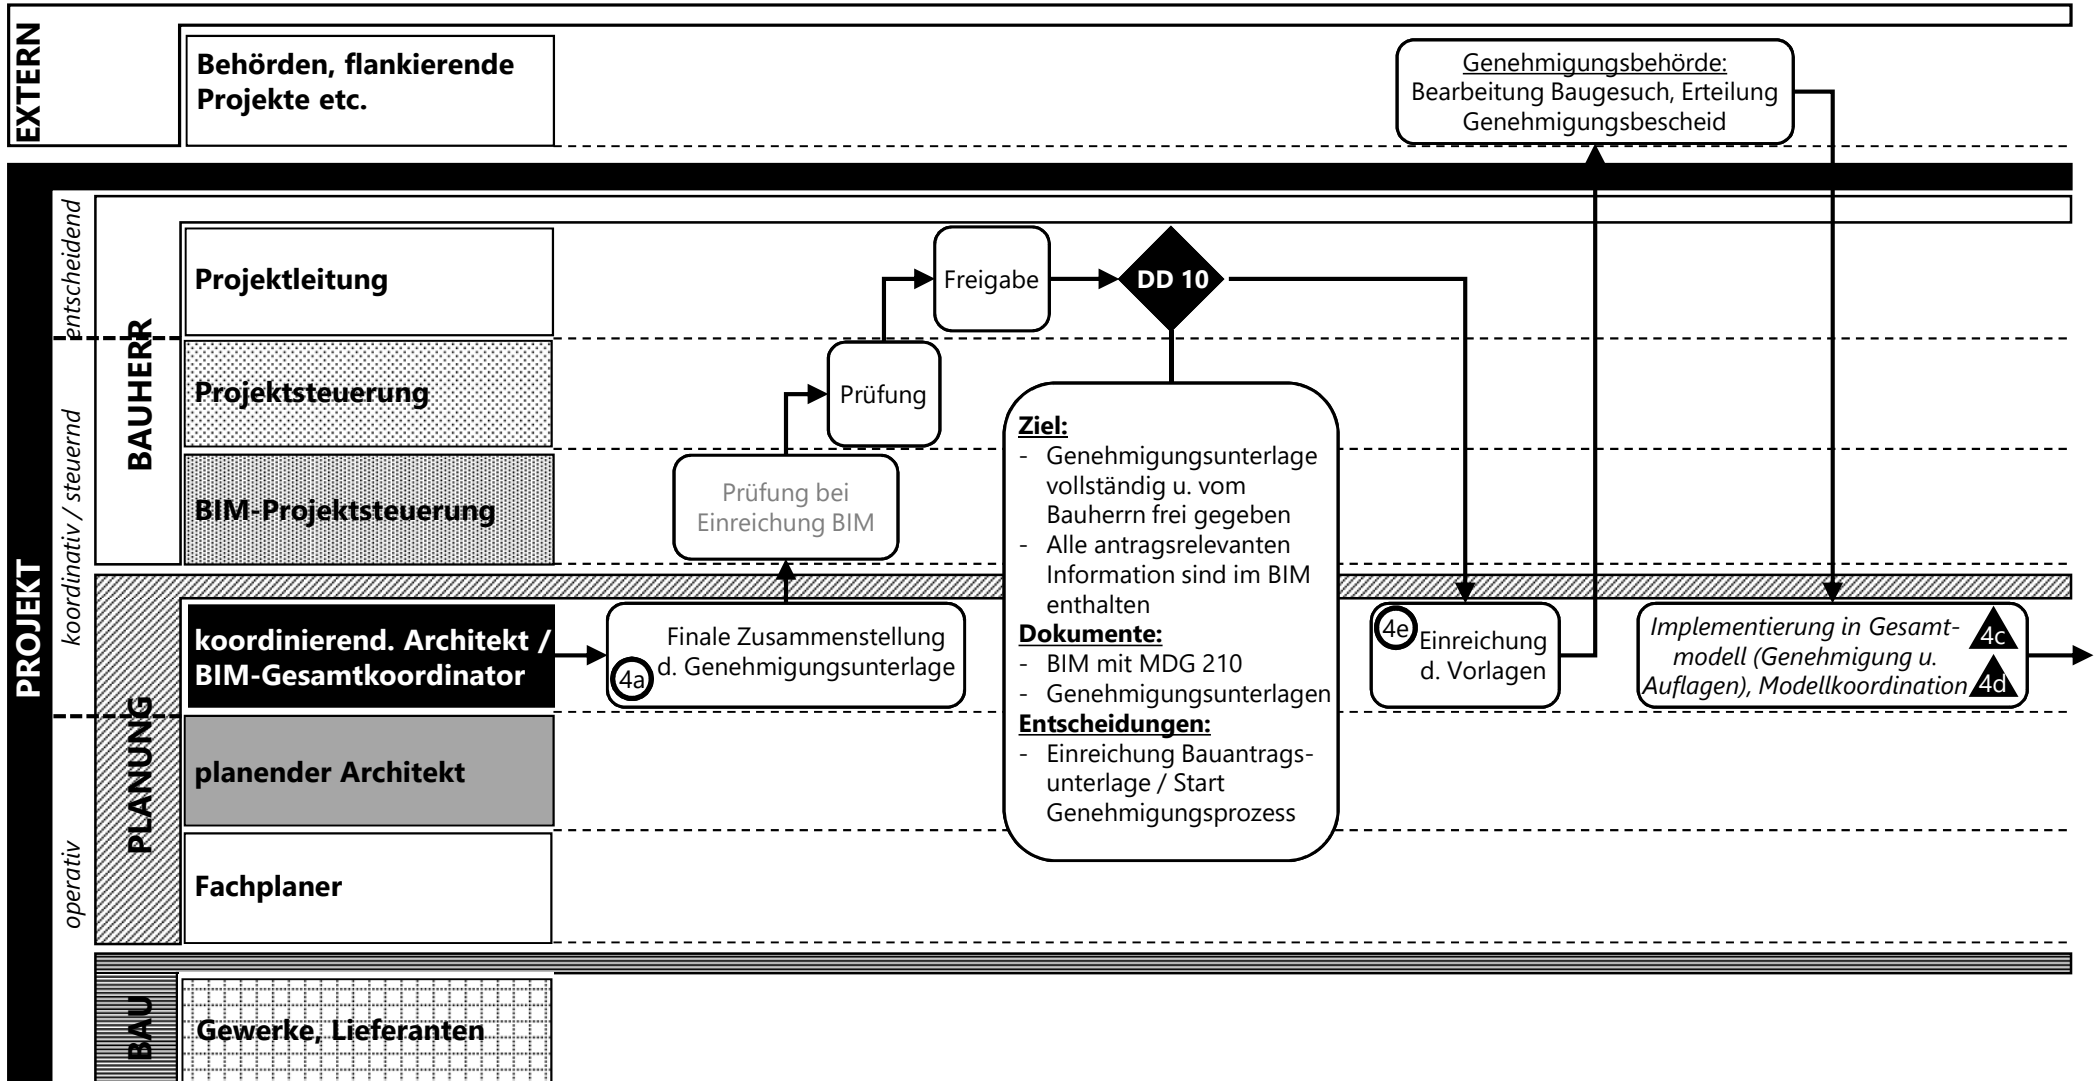 EXTERN
Behörden, flankierende
Projekte etc.
Genehmigungsbehörde:
Bearbeitung Baugesuch, Erteilung
Genehmigungsbescheid
PROJEKT
entscheidend
koordinativ / steuernd
operativ
BAUHERR
Projektleitung
Freigabe
DD 10
Projektsteuerung
Prüfung
BIM-Projektsteuerung
Prüfung bei
Einreichung BIM
Ziel:
- Genehmigungsunterlage
vollständig u. vom
Bauherrn frei gegeben
- Alle antragsrelevanten
Information sind im BIM
enthalten
Dokumente:
- BIM mit MDG 210
- Genehmigungsunterlagen
Entscheidungen:
- Einreichung Bauantrags-
unterlage / Start
Genehmigungsprozess
PLANUNG
koordinierend. Architekt /
BIM-Gesamtkoordinator
Finale Zusammenstellung
d. Genehmigungsunterlage
4a
4e
Einreichung
d. Vorlagen
Implementierung in Gesamt-
modell (Genehmigung u.
Auflagen), Modellkoordination
4c
4d
planender Architekt
Fachplaner
BAU
Gewerke, Lieferanten